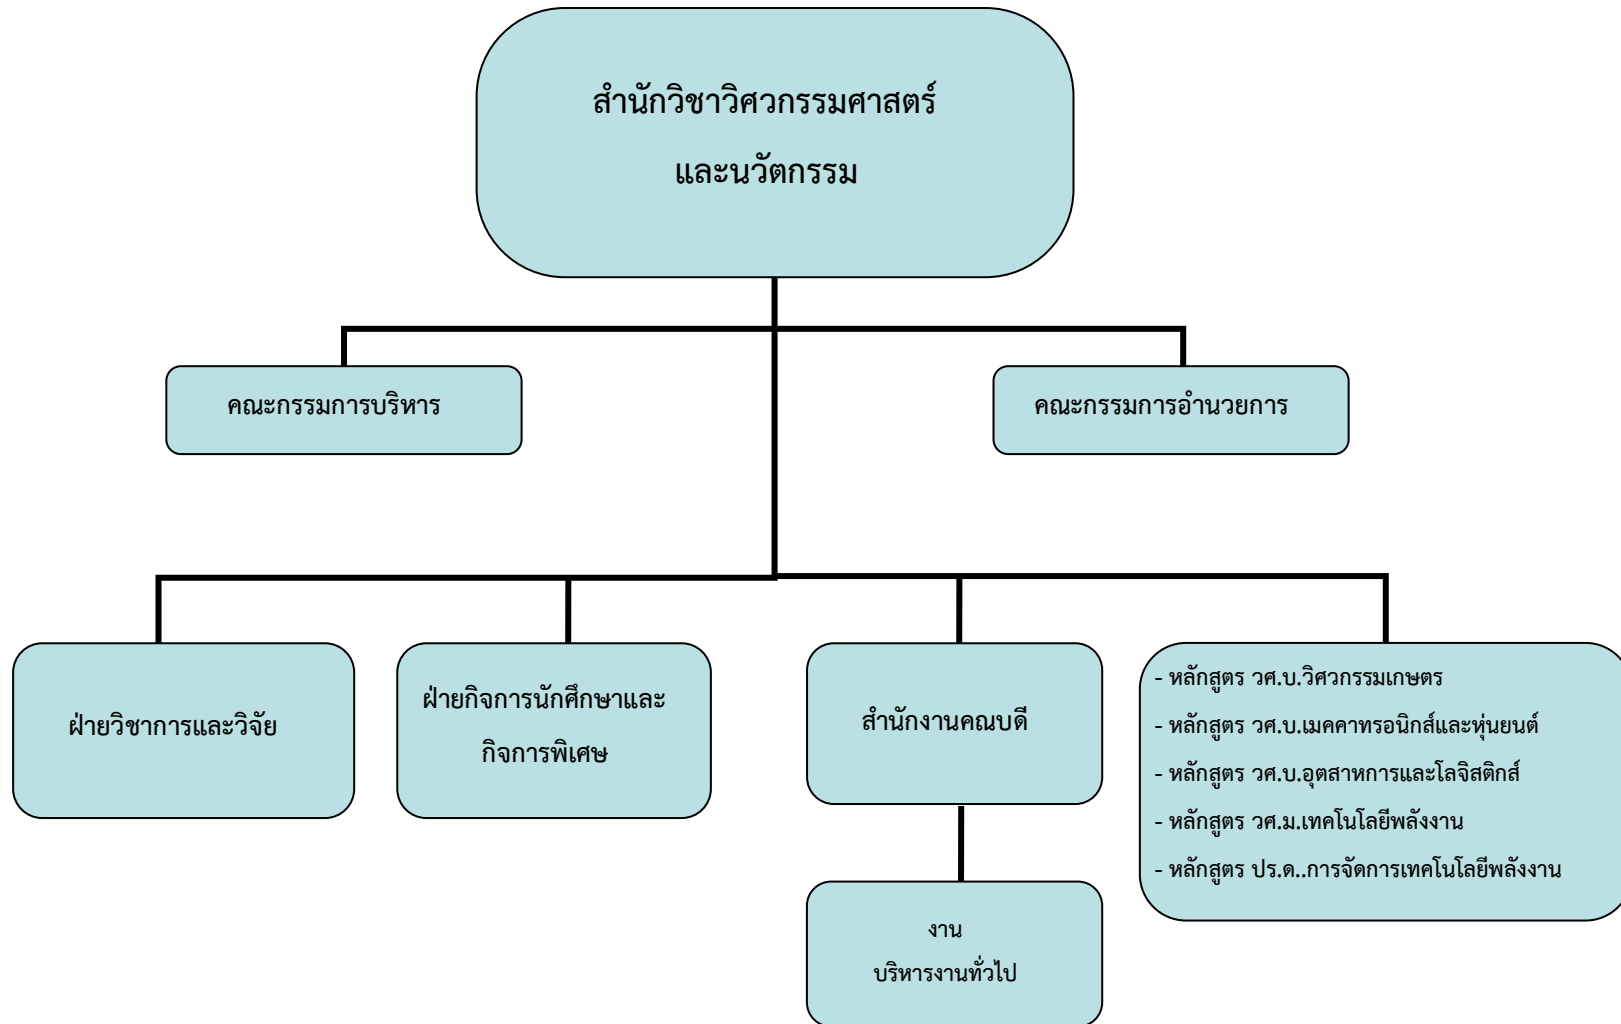 สำนักวิชาวิศวกรรมศาสตร์
และนวัตกรรม
คณะกรรมการบริหาร
คณะกรรมการอำนวยการ
ฝ่ายวิชาการและวิจัย
ฝ่ายกิจการนักศึกษาและ
กิจการพิเศษ
สำนักงานคณบดี
- หลักสูตร วศ.บ.วิศวกรรมเกษตร
- หลักสูตร วศ.บ.เมคคาทรอนิกส์และหุ่นยนต์
- หลักสูตร วศ.บ.อุตสาหการและโลจิสติกส์
- หลักสูตร วศ.ม.เทคโนโลยีพลังงาน
- หลักสูตร ปร.ด..การจัดการเทคโนโลยีพลังงาน
งาน
บริหารงานทั่วไป